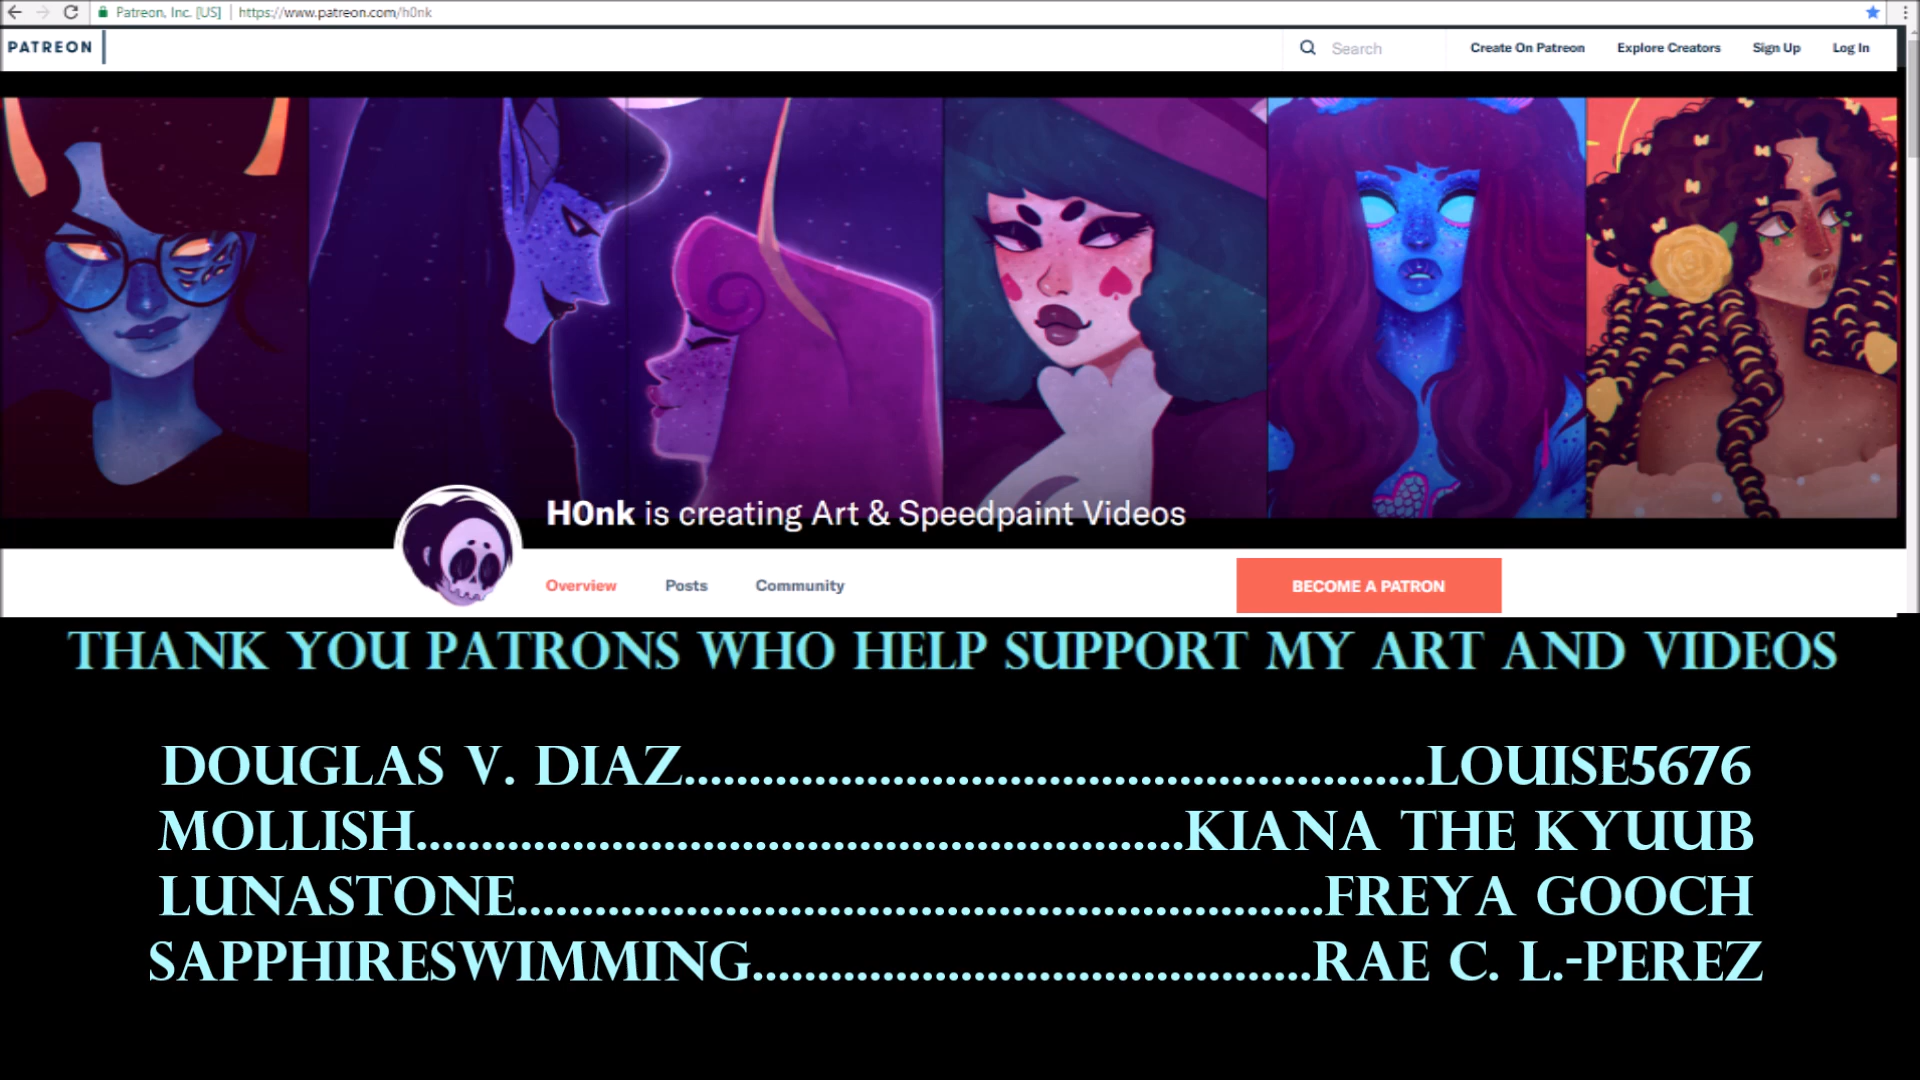 Patreon, Inc. [US] | https://www.patreon.com/h0nk
PATREON
Search
Create On Patreon
Explore Creators
Sign Up
Log In
H0nk is creating Art & Speedpaint Videos
Overview
Posts
Community
BECOME A PATRON
THANK YOU PATRONS WHO HELP SUPPORT MY ART AND VIDEOS
DOUGLAS V. DIAZ.........................................................LOUISE5676
MOLLISH...........................................................KIANA THE KYUUB
LUNASTONE..............................................................FREYA GOOCH
SAPPHIRESWIMMING...........................................RAE C. L.-PEREZ